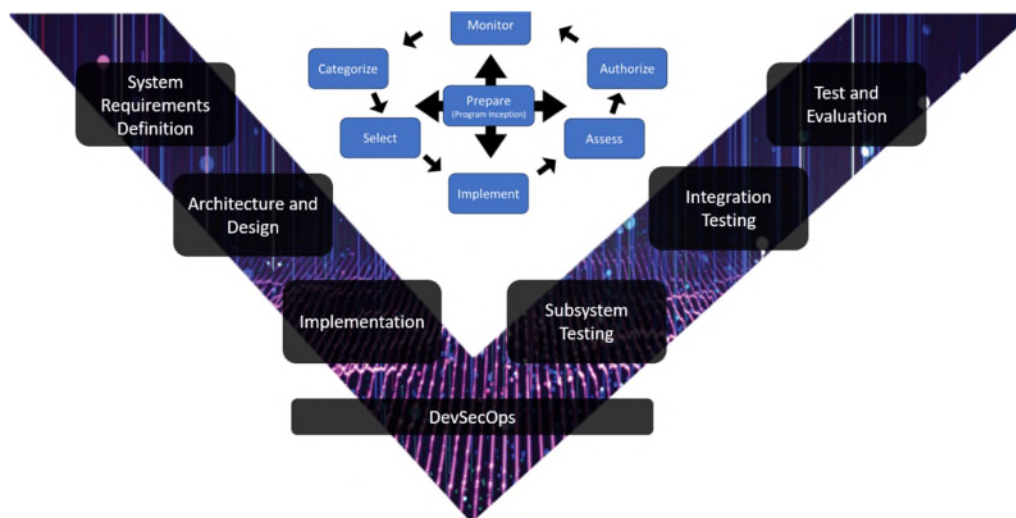 Monitor
Categorize
Authorize
Prepare
(Program Inception)
Select
Assess
Implement
System
Requirements
Definition
Test and
Evaluation
Architecture and
Design
Integration
Testing
Implementation
Subsystem
Testing
DevSecOps